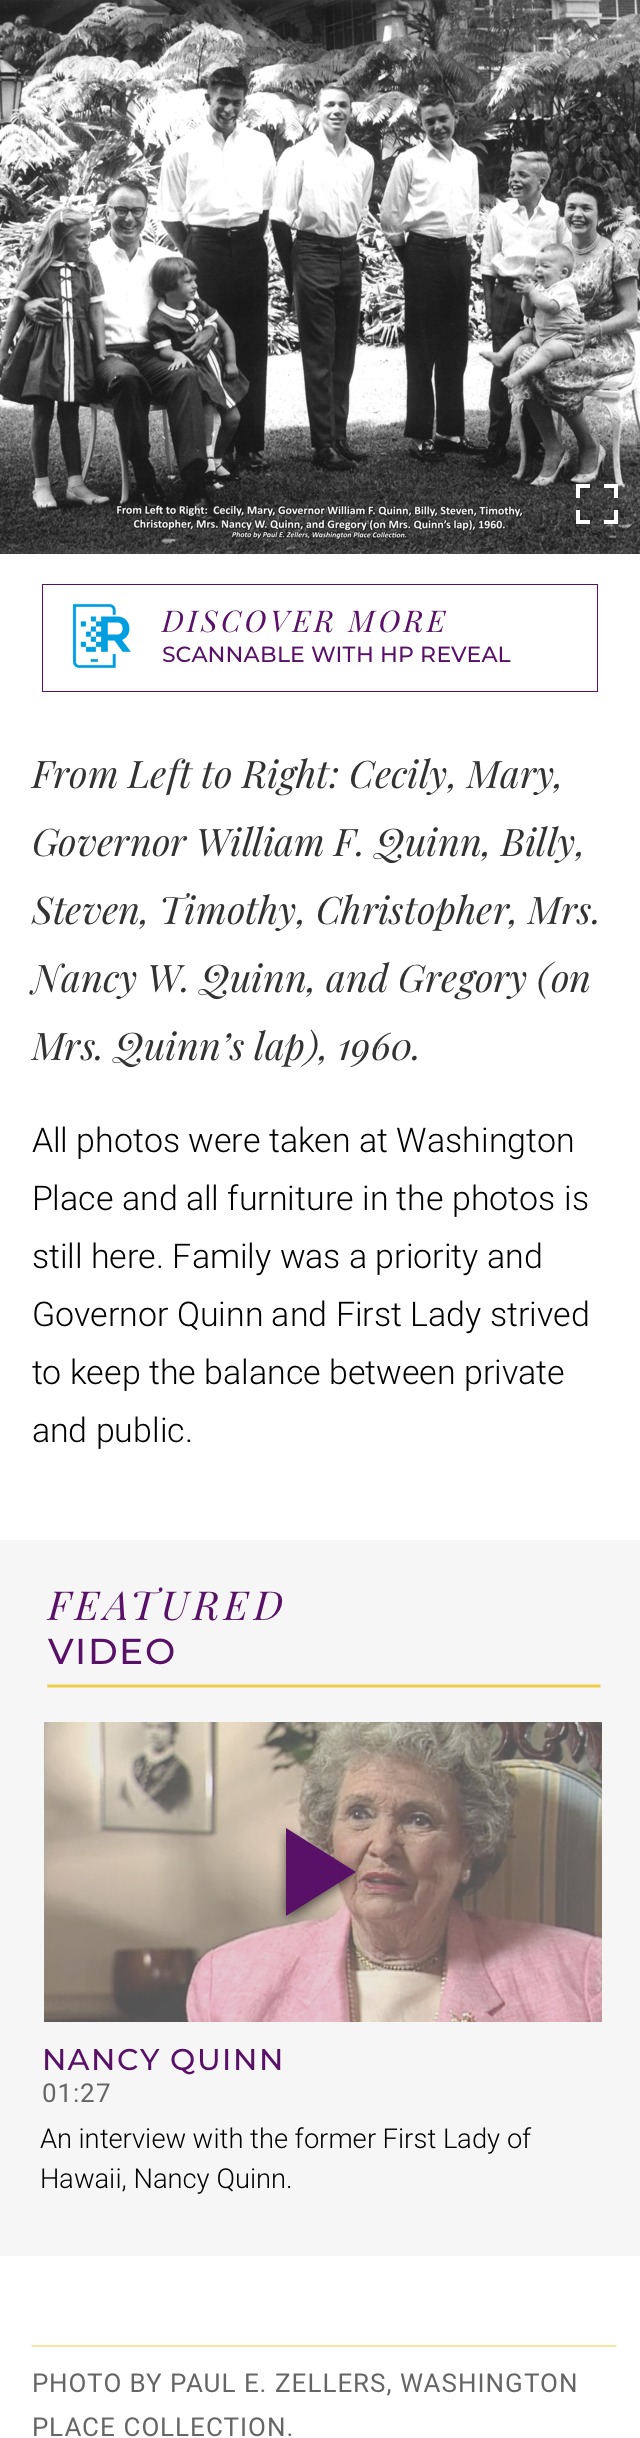 From Left to Right:  Cecily, Mary, Governor William F. Quinn, Billy, Steven, Timothy,
Christopher, Mrs. Nancy W. Quinn, and Gregory (on Mrs. Quinn's lap), 1960.
Photo by Paul E. Zellers, Washington Place Collection.
R
DISCOVER MORE
SCANNABLE WITH HP REVEAL
From Left to Right: Cecily, Mary,
Governor William F. Quinn, Billy,
Steven, Timothy, Christopher, Mrs.
Nancy W. Quinn, and Gregory (on
Mrs. Quinn’s lap), 1960.
All photos were taken at Washington
Place and all furniture in the photos is
still here. Family was a priority and
Governor Quinn and First Lady strived
to keep the balance between private
and public.
FEATURED
VIDEO
NANCY QUINN
01:27
An interview with the former First Lady of
Hawaii, Nancy Quinn.
PHOTO BY PAUL E. ZELLERS, WASHINGTON
PLACE COLLECTION.